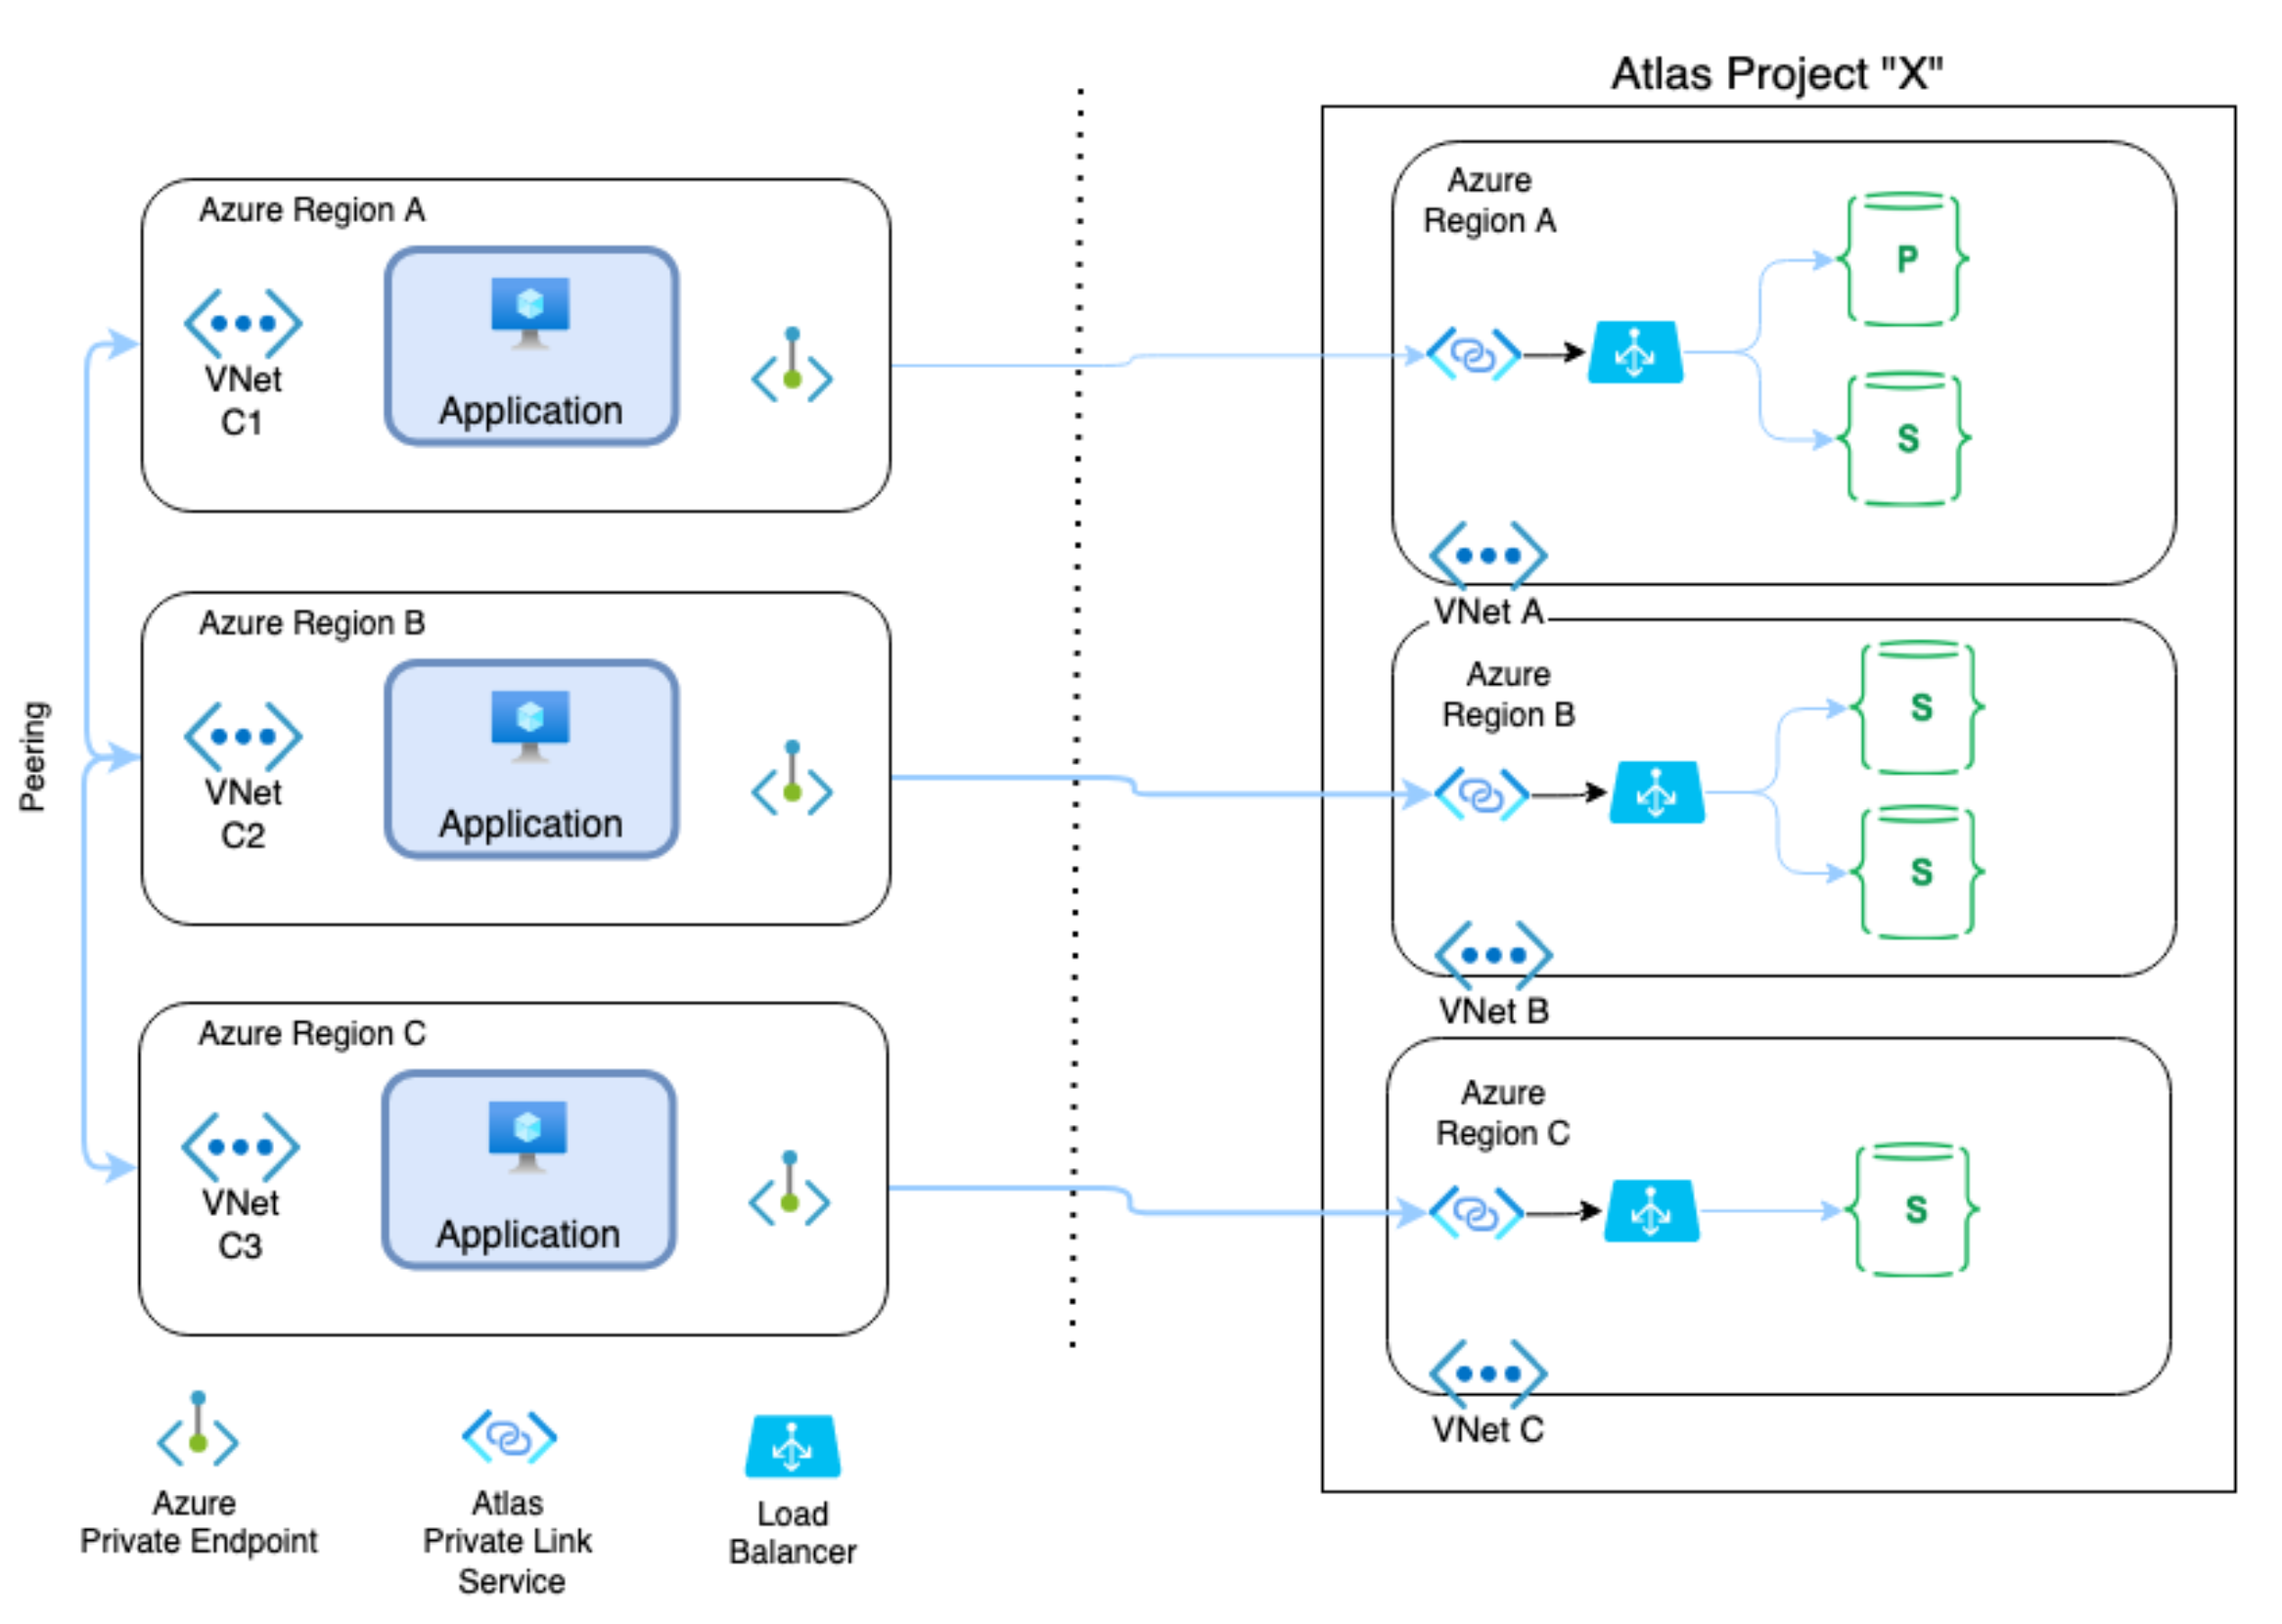 Atlas Project "X"
Peering
Azure Region A
VNet
C1
Application
Azure Region B
VNet
C2
Application
Azure Region C
VNet
C3
Application
Azure
Region A
P
S
VNet A
Azure
Region B
S
S
VNet B
Azure
Region C
S
VNet C
Azure
Private Endpoint
Atlas
Private Link
Service
Load
Balancer